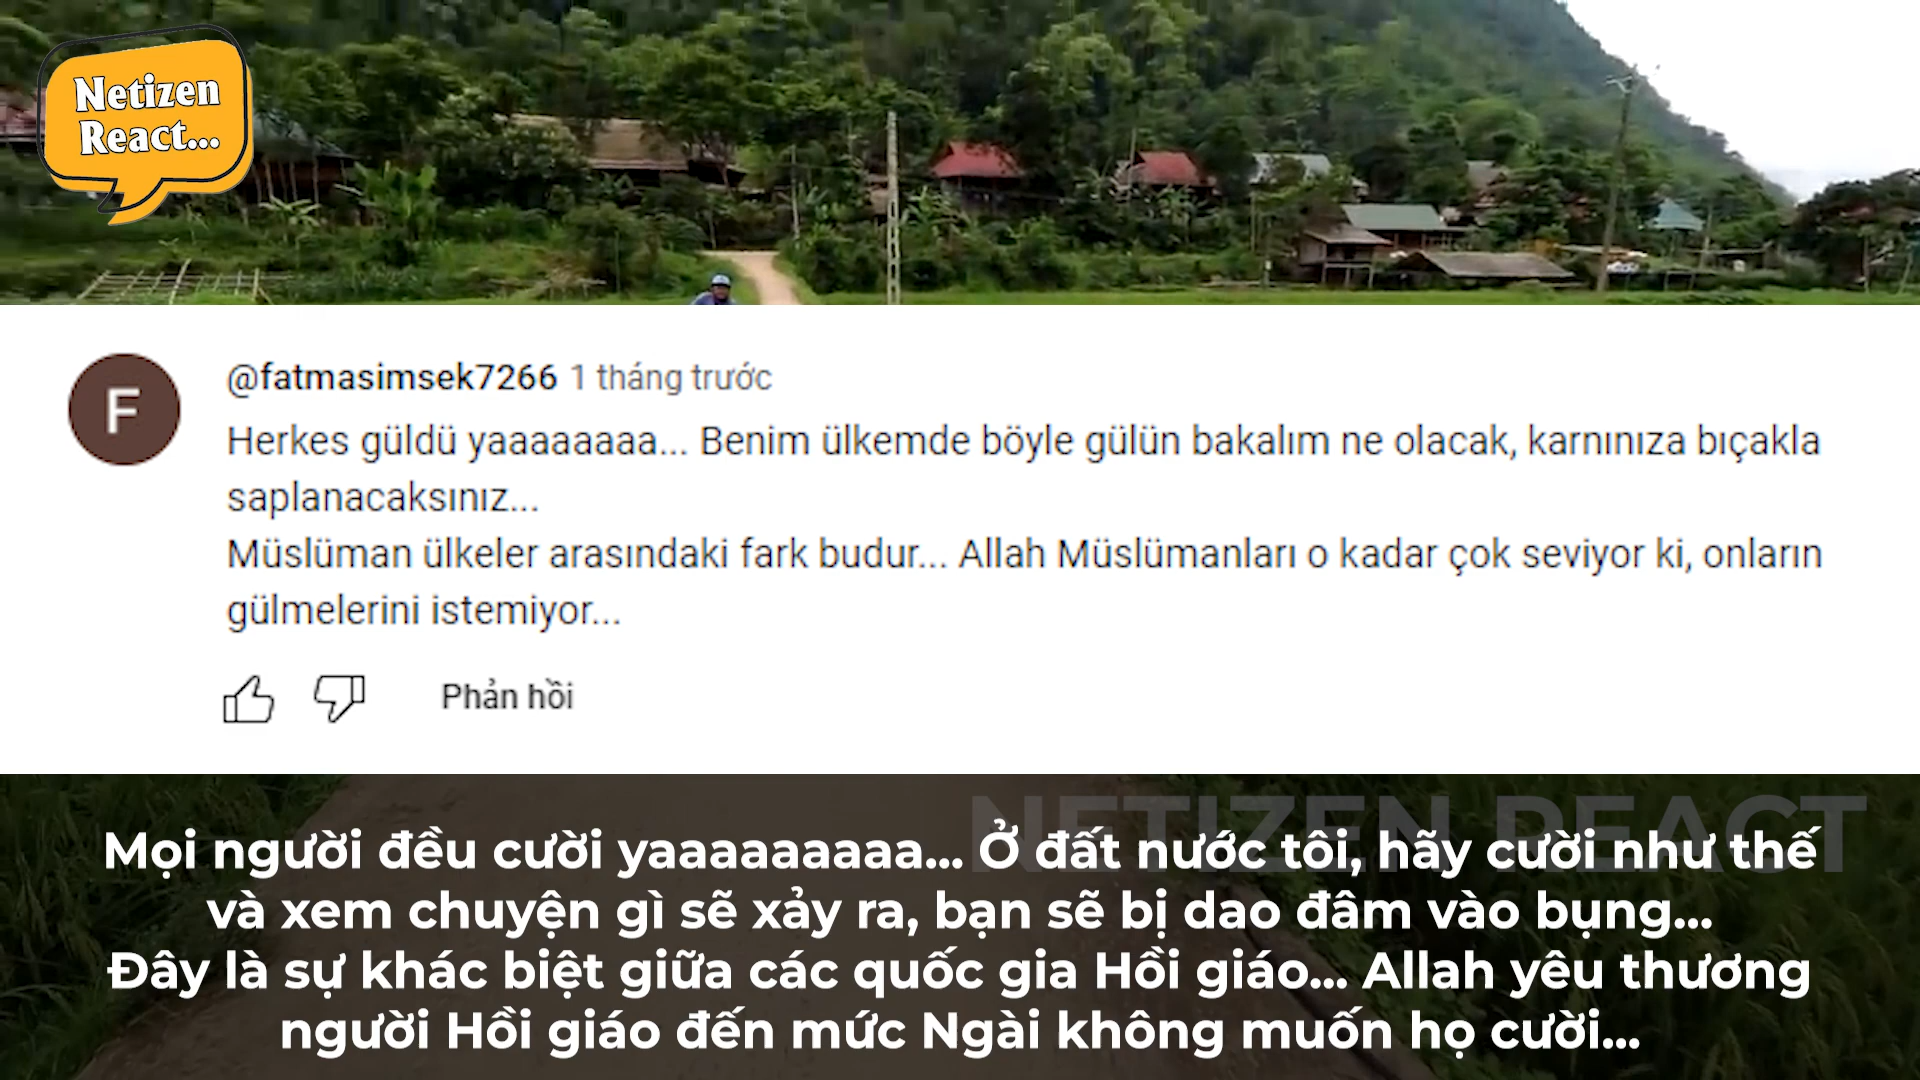 Netizen
React...
@fatmasimsek7266 1 tháng trước
Herkes güldü yaaaaaaaa... Benim ülkemde böyle gülün bakalım ne olacak, karnınıza bıçakla
saplanacaksınız...
Müslüman ülkeler arasındaki fark budur... Allah Müslümanları o kadar çok seviyor ki, onların
gülmelerini istemiyor...
Phản hồi
NETIZEN REACT
Mọi người đều cười yaaaaaaaaa... Ở đất nước tôi, hãy cười như thế
và xem chuyện gì sẽ xảy ra, bạn sẽ bị dao đâm vào bụng...
Đây là sự khác biệt giữa các quốc gia Hồi giáo... Allah yêu thương
người Hồi giáo đến mức Ngài không muốn họ cười...